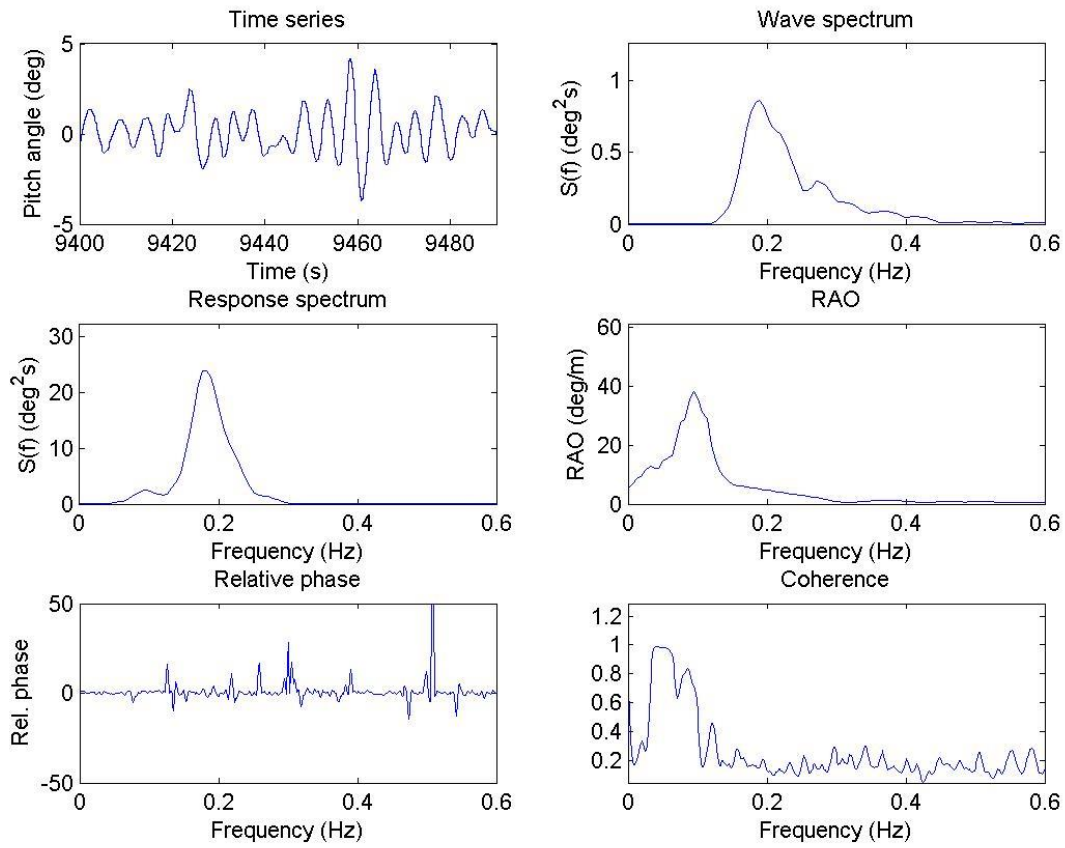 Time series
Pitch angle (deg)
5
0
-5
9400 9420 9440 9460 9480
Time (s)
Wave spectrum
S(f) (deg²s)
1
0.5
0
0 0.2 0.4 0.6
Frequency (Hz)
Response spectrum
S(f) (deg²s)
30
20
10
0
0 0.2 0.4 0.6
Frequency (Hz)
RAO
RAO (deg/m)
60
40
20
0
0 0.2 0.4 0.6
Frequency (Hz)
Relative phase
Rel. phase
50
0
-50
0 0.2 0.4 0.6
Frequency (Hz)
Coherence
1.2
1
0.8
0.6
0.4
0.2
0 0.2 0.4 0.6
Frequency (Hz)